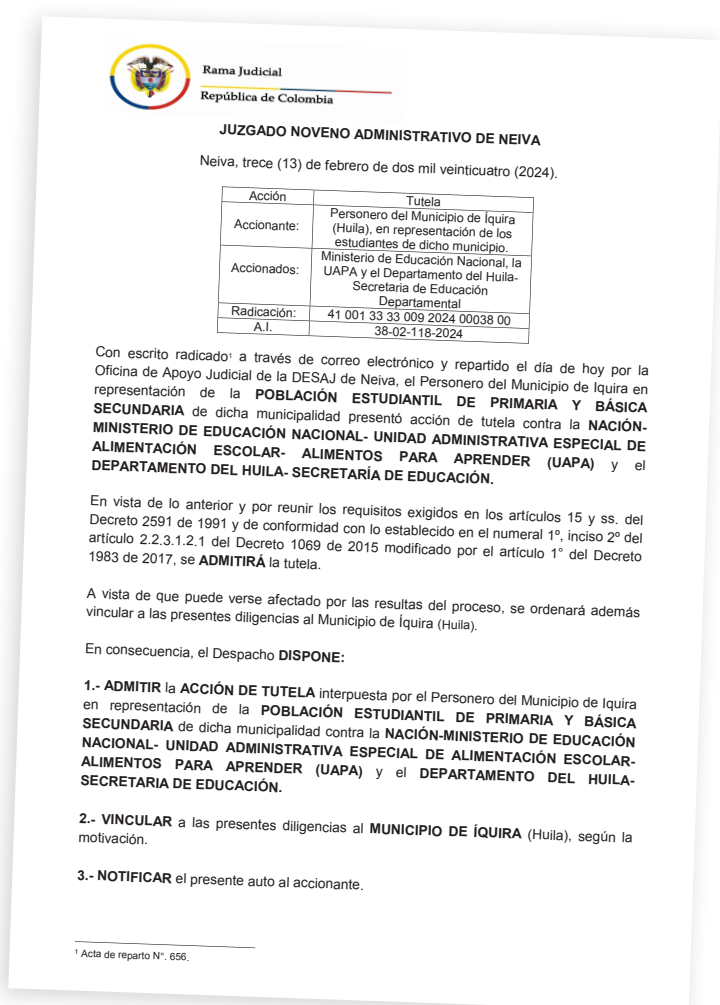 Rama Judicial
República de Colombia
JUZGADO NOVENO ADMINISTRATIVO DE NEIVA
Neiva, trece (13) de febrero de dos mil veinticuatro (2024).
Acción Tutela
Accionante: Personero del Municipio de Íquira
(Huila), en representación de los
estudiantes de dicho municipio.
Accionados: Ministerio de Educación Nacional, la
UAPA y el Departamento del Huila-
Secretaria de Educación
Departamental
Radicación: 41 001 33 33 009 2024 00038 00
A.I. 38-02-118-2024
Con escrito radicado¹ a través de correo electrónico y repartido el día de hoy por la
Oficina de Apoyo Judicial de la DESAJ de Neiva, el Personero del Municipio de Iquira en
representación de la POBLACIÓN ESTUDIANTIL DE PRIMARIA Y BÁSICA
SECUNDARIA de dicha municipalidad presentó acción de tutela contra la NACIÓN-
MINISTERIO DE EDUCACIÓN NACIONAL- UNIDAD ADMINISTRATIVA ESPECIAL DE
ALIMENTACIÓN ESCOLAR- ALIMENTOS PARA APRENDER (UAPA) y el
DEPARTAMENTO DEL HUILA- SECRETARÍA DE EDUCACIÓN.
En vista de lo anterior y por reunir los requisitos exigidos en los artículos 15 y ss. del
Decreto 2591 de 1991 y de conformidad con lo establecido en el numeral 1º, inciso 2º del
artículo 2.2.3.1.2.1 del Decreto 1069 de 2015 modificado por el artículo 1° del Decreto
1983 de 2017, se ADMITIRÁ la tutela.
A vista de que puede verse afectado por las resultas del proceso, se ordenará además
vincular a las presentes diligencias al Municipio de Íquira (Huila).
En consecuencia, el Despacho DISPONE:
1.- ADMITIR la ACCIÓN DE TUTELA interpuesta por el Personero del Municipio de Iquira
en representación de la POBLACIÓN ESTUDIANTIL DE PRIMARIA Y BÁSICA
SECUNDARIA de dicha municipalidad contra la NACIÓN-MINISTERIO DE EDUCACIÓN
NACIONAL- UNIDAD ADMINISTRATIVA ESPECIAL DE ALIMENTACIÓN ESCOLAR-
ALIMENTOS PARA APRENDER (UAPA) y el DEPARTAMENTO DEL HUILA-
SECRETARIA DE EDUCACIÓN.
2.- VINCULAR a las presentes diligencias al MUNICIPIO DE ÍQUIRA (Huila), según la
motivación.
3.- NOTIFICAR el presente auto al accionante.
¹ Acta de reparto N°. 656.